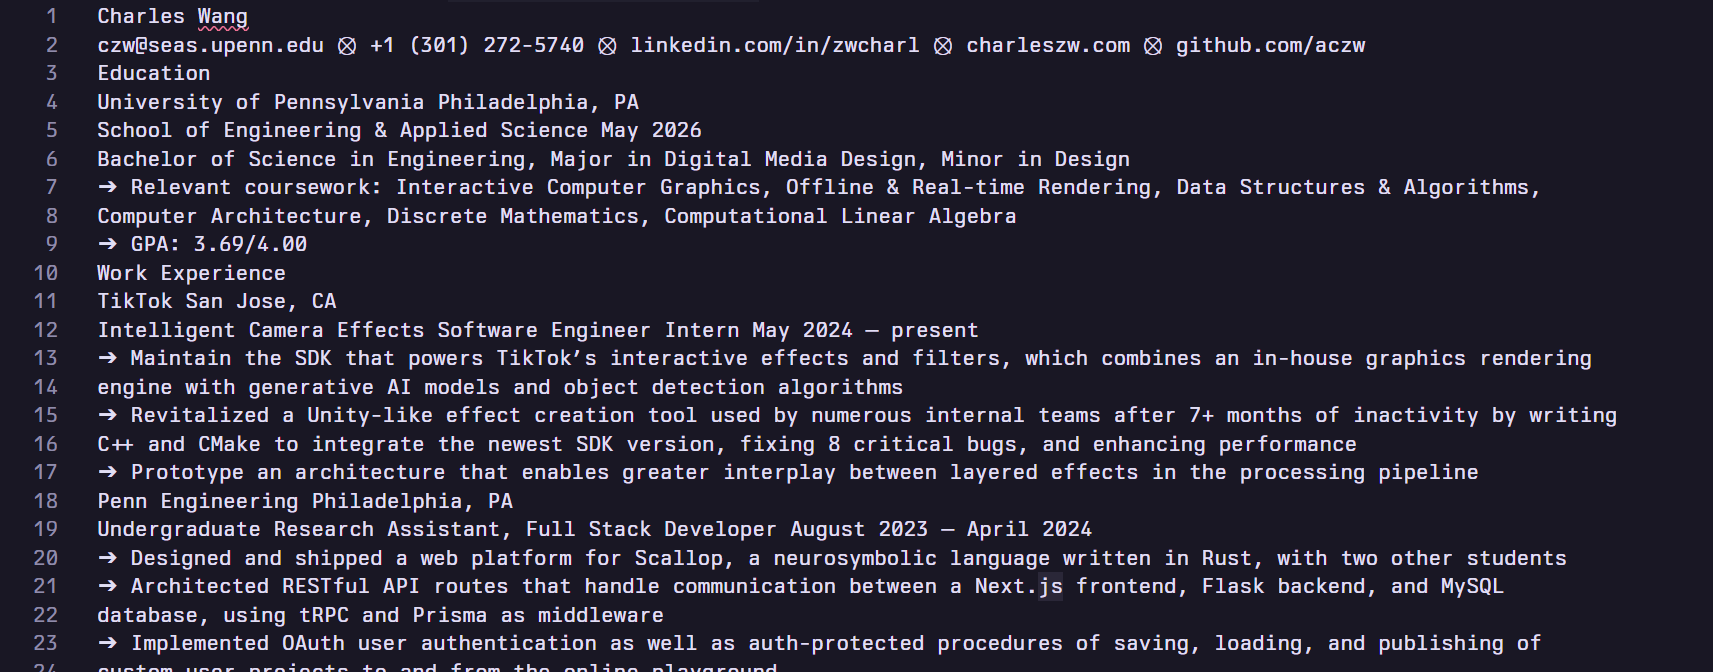 1 Charles Wang
2 czw@seas.upenn.edu ⊗ +1 (301) 272-5740 ⊗ linkedin.com/in/zwcharl ⊗ charleszw.com ⊗ github.com/aczw
3 Education
4 University of Pennsylvania Philadelphia, PA
5 School of Engineering & Applied Science May 2026
6 Bachelor of Science in Engineering, Major in Digital Media Design, Minor in Design
7 → Relevant coursework: Interactive Computer Graphics, Offline & Real-time Rendering, Data Structures & Algorithms,
8 Computer Architecture, Discrete Mathematics, Computational Linear Algebra
9 → GPA: 3.69/4.00
10 Work Experience
11 TikTok San Jose, CA
12 Intelligent Camera Effects Software Engineer Intern May 2024 – present
13 → Maintain the SDK that powers TikTok’s interactive effects and filters, which combines an in-house graphics rendering
14 engine with generative AI models and object detection algorithms
15 → Revitalized a Unity-like effect creation tool used by numerous internal teams after 7+ months of inactivity by writing
16 C++ and CMake to integrate the newest SDK version, fixing 8 critical bugs, and enhancing performance
17 → Prototype an architecture that enables greater interplay between layered effects in the processing pipeline
18 Penn Engineering Philadelphia, PA
19 Undergraduate Research Assistant, Full Stack Developer August 2023 – April 2024
20 → Designed and shipped a web platform for Scallop, a neurosymbolic language written in Rust, with two other students
21 → Architected RESTful API routes that handle communication between a Next.js frontend, Flask backend, and MySQL
22 database, using tRPC and Prisma as middleware
23 → Implemented OAuth user authentication as well as auth-protected procedures of saving, loading, and publishing of
24 custom user projects to and from the online playground